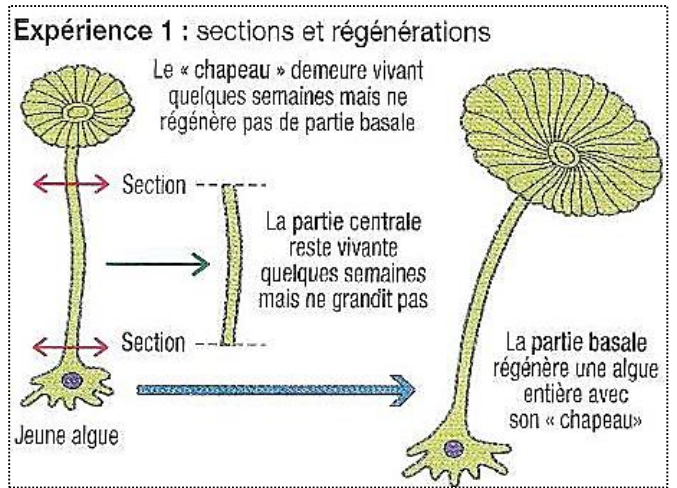 Expérience 1 : sections et régénérations
Le « chapeau » demeure vivant
quelques semaines mais ne
régénère pas de partie basale
Section
La partie centrale
reste vivante
quelques semaines
mais ne grandit pas
Section
La partie basale
régénère une algue
entière avec
son « chapeau»
Jeune algue